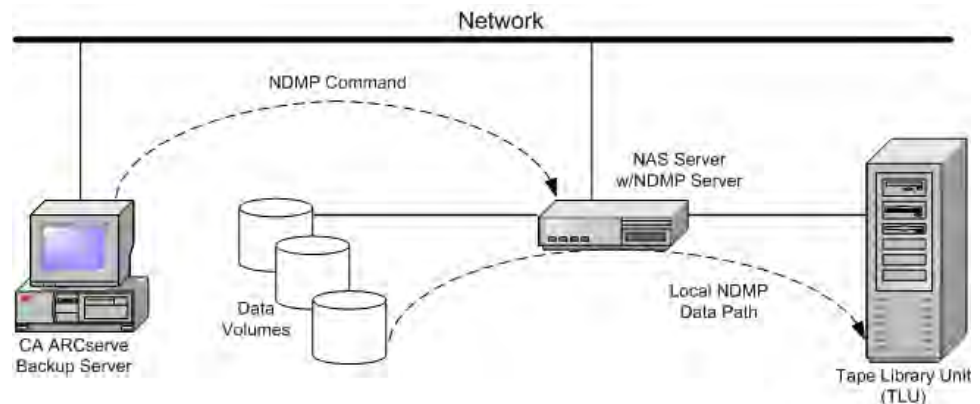 Network
NDMP Command
NAS Server
w/NDMP Server
Data
Volumes
Local NDMP
Data Path
CA ARCserve
Backup Server
Tape Library Unit
(TLU)